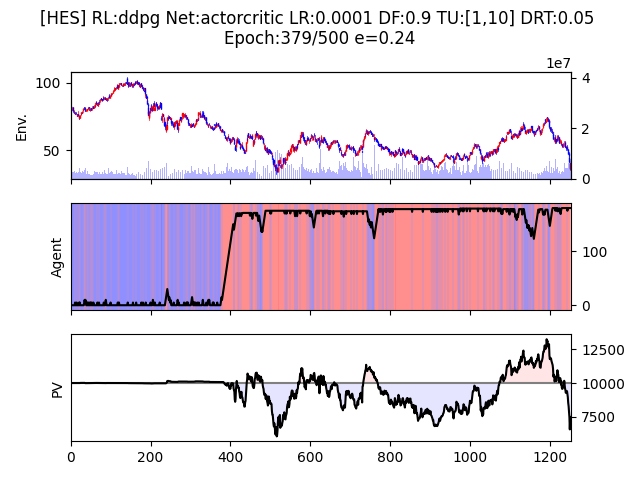 [HES] RL:ddpg Net:actorcritic LR:0.0001 DF:0.9 TU:[1,10] DRT:0.05
Epoch:379/500 e=0.24
1e7
100
50
Env.
4
2
0
Agent
100
0
PV
12500
10000
7500
0
200
400
600
800
1000
1200